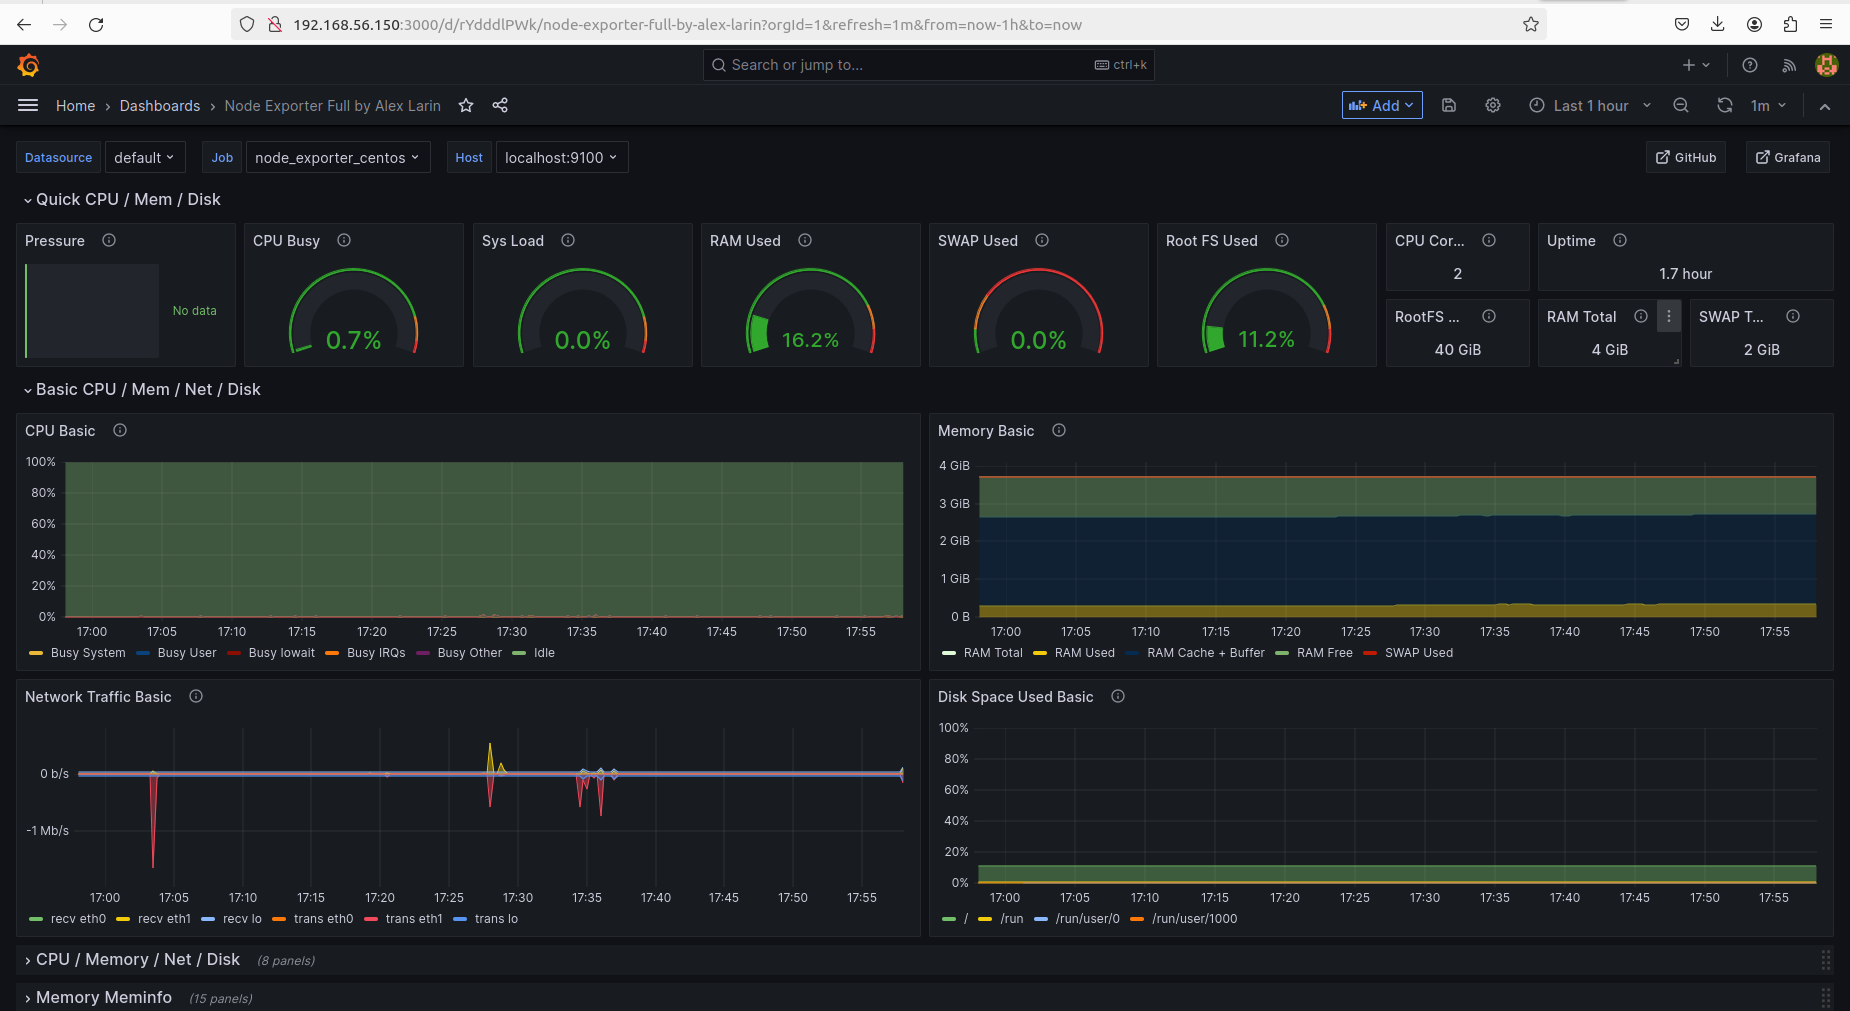 192.168.56.150:3000/d/rYdddlPWk/node-exporter-full-by-alex-larin?orgId=1&refresh=1m&from=now-1h&to=now
Search or jump to... ctrl+k
Home › Dashboards › Node Exporter Full by Alex Larin Add Last 1 hour 1m
Datasource default Job node_exporter_centos Host localhost:9100 GitHub Grafana
Quick CPU / Mem / Disk
Pressure CPU Busy Sys Load RAM Used SWAP Used Root FS Used CPU Cor... Uptime
2 1.7 hour
No data
0.7% 0.0% 16.2% 0.0% 11.2%
RootFS ... RAM Total SWAP T...
40 GiB 4 GiB 2 GiB
Basic CPU / Mem / Net / Disk
CPU Basic
100%
80%
60%
40%
20%
0%
17:00 17:05 17:10 17:15 17:20 17:25 17:30 17:35 17:40 17:45 17:50 17:55
Busy System Busy User Busy Iowait Busy IRQs Busy Other Idle
Memory Basic
4 GiB
3 GiB
2 GiB
1 GiB
0 B
17:00 17:05 17:10 17:15 17:20 17:25 17:30 17:35 17:40 17:45 17:50 17:55
RAM Total RAM Used RAM Cache + Buffer RAM Free SWAP Used
Network Traffic Basic
0 b/s
-1 Mb/s
17:00 17:05 17:10 17:15 17:20 17:25 17:30 17:35 17:40 17:45 17:50 17:55
recv eth0 recv eth1 recv lo trans eth0 trans eth1 trans lo
Disk Space Used Basic
100%
80%
60%
40%
20%
0%
17:00 17:05 17:10 17:15 17:20 17:25 17:30 17:35 17:40 17:45 17:50 17:55
/ /run /run/user/0 /run/user/1000
CPU / Memory / Net / Disk (8 panels)
Memory Meminfo (15 panels)